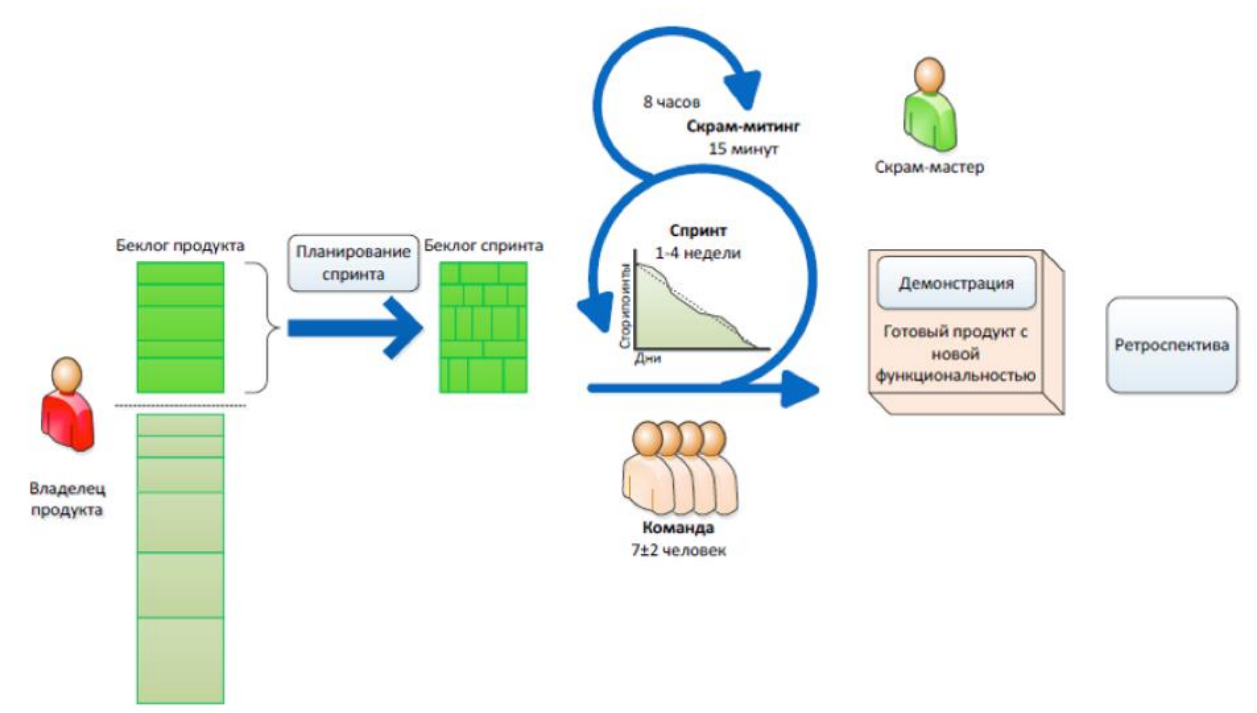 8 часов
Скрам-митинг
15 минут
Скрам-мастер
Беклог продукта
Планирование
спринта
Беклог спринта
Спринт
1-4 недели
Сторипоинты
Дни
Демонстрация
Готовый продукт с
новой
функциональностью
Ретроспектива
Владелец
продукта
Команда
7±2 человек